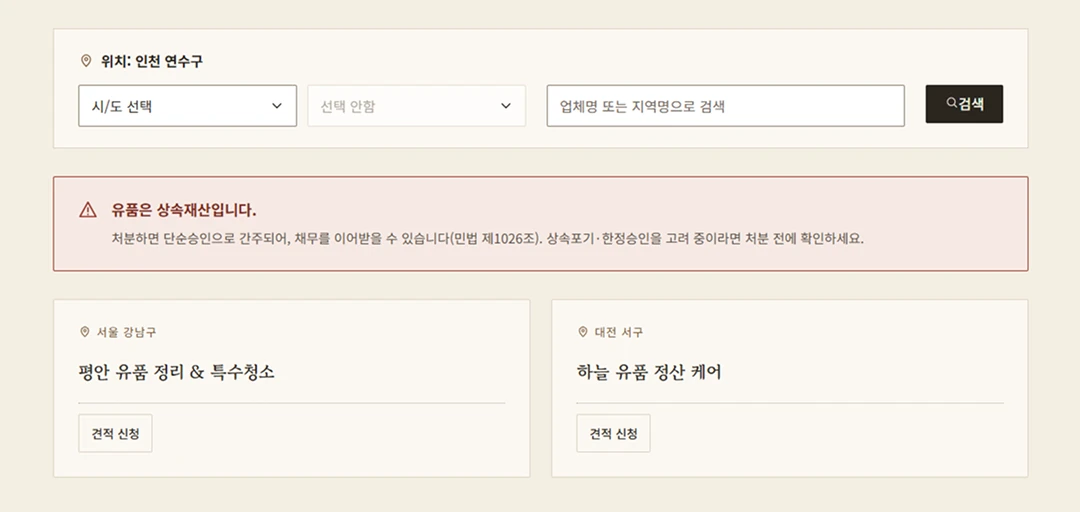 위치: 인천 연수구
시/도 선택
선택 안함
업체명 또는 지역명으로 검색
검색
유품은 상속재산입니다.
처분하면 단순승인으로 간주되어, 채무를 이어받을 수 있습니다(민법 제1026조). 상속포기·한정승인을 고려 중이라면 처분 전에 확인하세요.
서울 강남구
평안 유품 정리 & 특수청소
견적 신청
대전 서구
하늘 유품 정산 케어
견적 신청